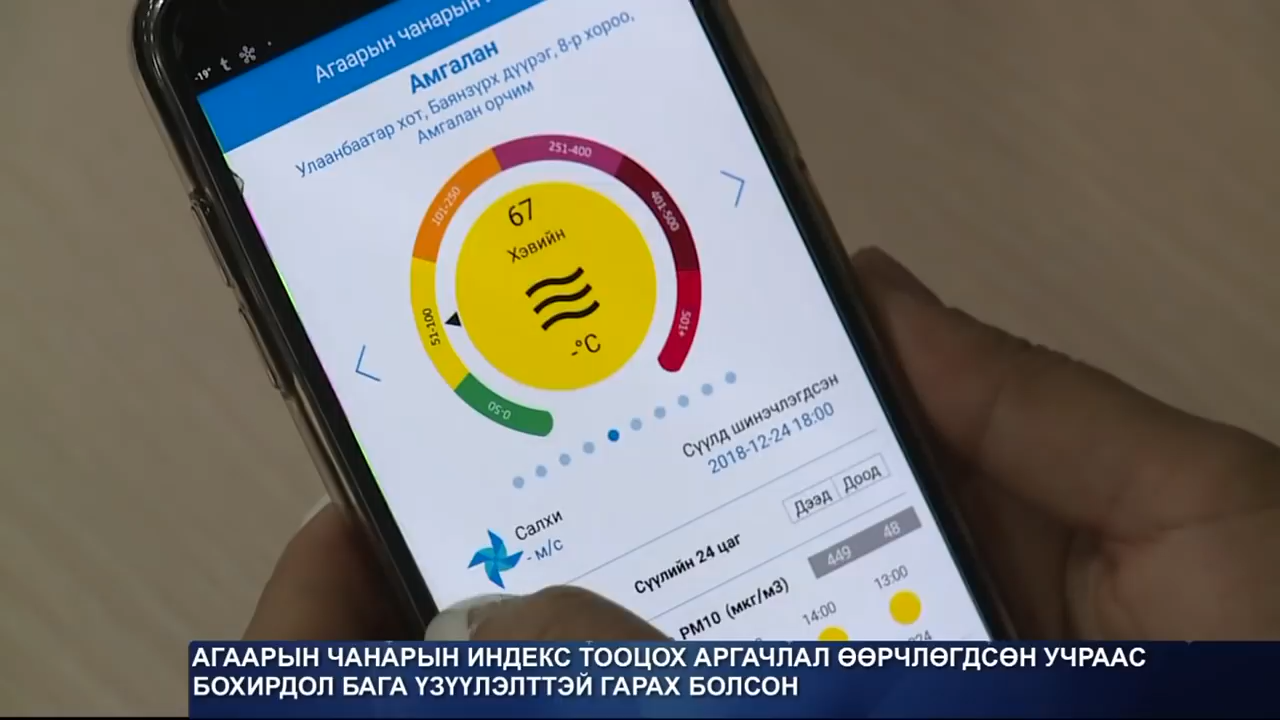 -19°
Агаарын чанарын
Амгалан
Улаанбаатар хот, Баянзүрх дүүрэг, 8-р хороо,
Амгалан орчим
0-50
51-100
101-250
251-400
401-500
501+
67
Хэвийн
-°C
Сүүлд шинэчлэгдсэн
2018-12-24 18:00
Салхи
- м/с
Дээд Доод
Сүүлийн 24 цаг
449 48
PM10 (мкг/м3)
14:00 13:00
АГААРЫН ЧАНАРЫН ИНДЕКС ТООЦОХ АРГАЧЛАЛ ӨӨРЧЛӨГДСӨН УЧРААС
БОХИРДОЛ БАГА ҮЗҮҮЛЭЛТТЭЙ ГАРАХ БОЛСОН